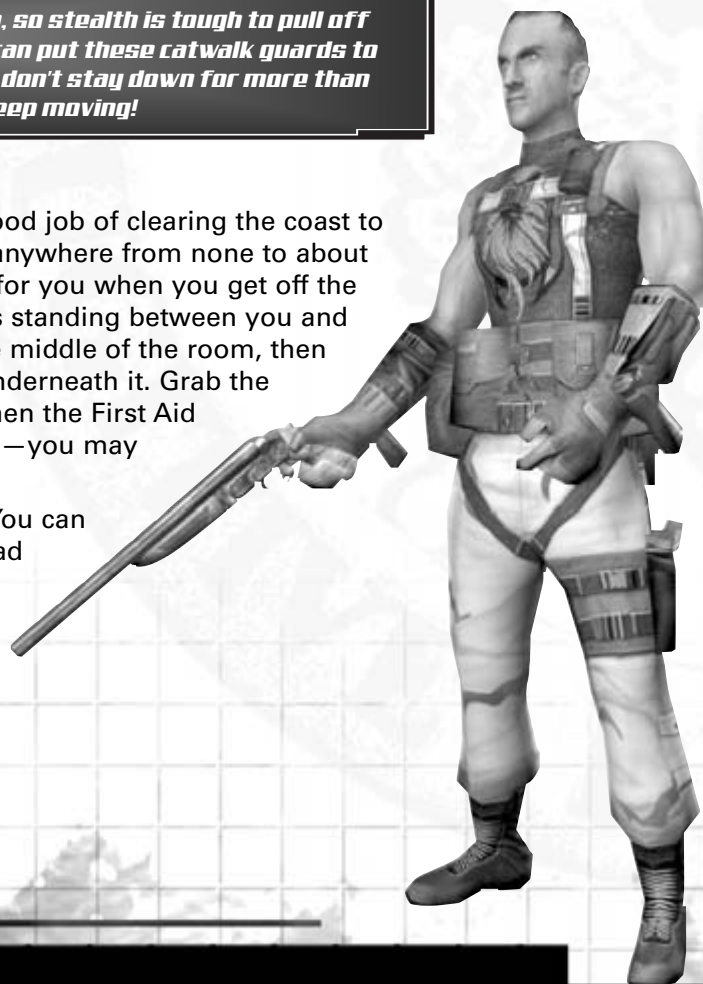 , so stealth is tough to pull off
can put these catwalk guards to
don't stay down for more than
eep moving!
ood job of clearing the coast to
anywhere from none to about
for you when you get off the
s standing between you and
e middle of the room, then
nderneath it. Grab the
hen the First Aid
—you may
You can
ad